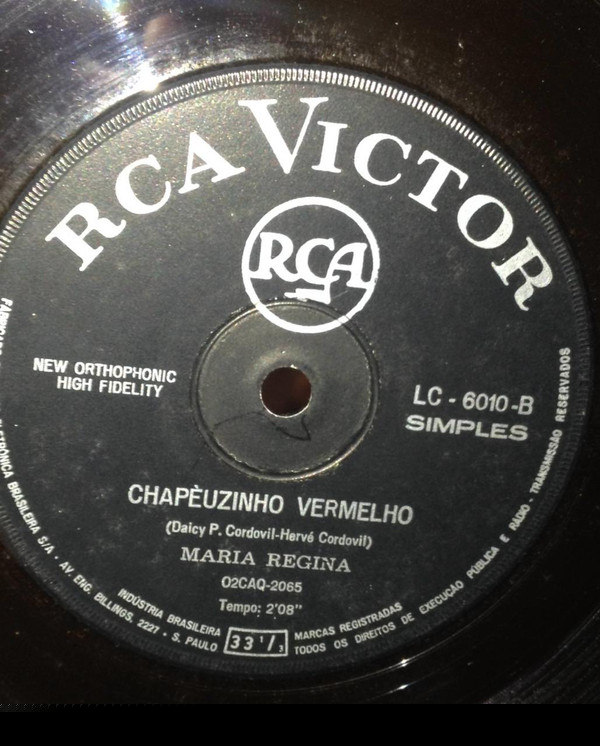 RCA VICTOR
RCA
NEW ORTHOPHONIC
HIGH FIDELITY
LC - 6010 -B
SIMPLES
CHAPÈUZINHO VERMELHO
(Daicy P. Cordovil-Hervé Cordovil)
MARIA REGINA
O2CAQ-2065
Tempo: 2'08"
ELETRÔNICA BRASILEIRA S/A - AV. ENG. BILLINGS, 2227 - S. PAULO
INDÚSTRIA BRASILEIRA
33 1/3
MARCAS REGISTRADAS
TODOS OS DIREITOS DE EXECUÇÃO PÚBLICA E RÁDIO - TRANSMISSÃO RESERVADOS